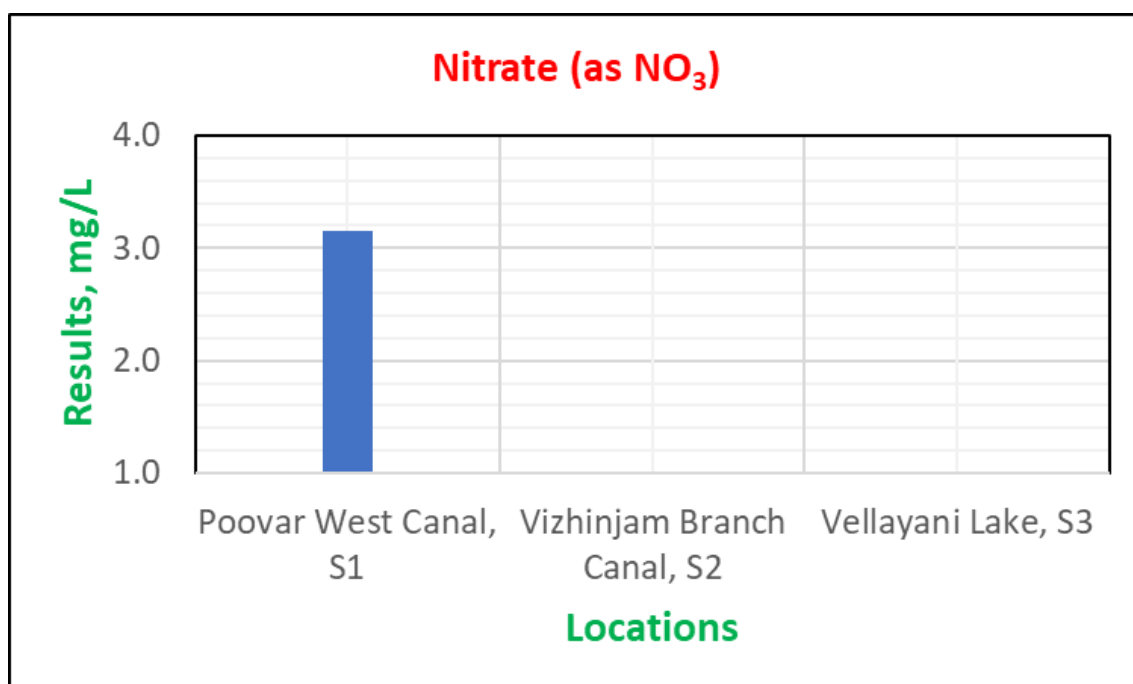 Nitrate (as NO₃)
4.0
3.0
2.0
1.0
Results, mg/L
Poovar West Canal,
S1
Vizhinjam Branch
Canal, S2
Vellayani Lake, S3
Locations